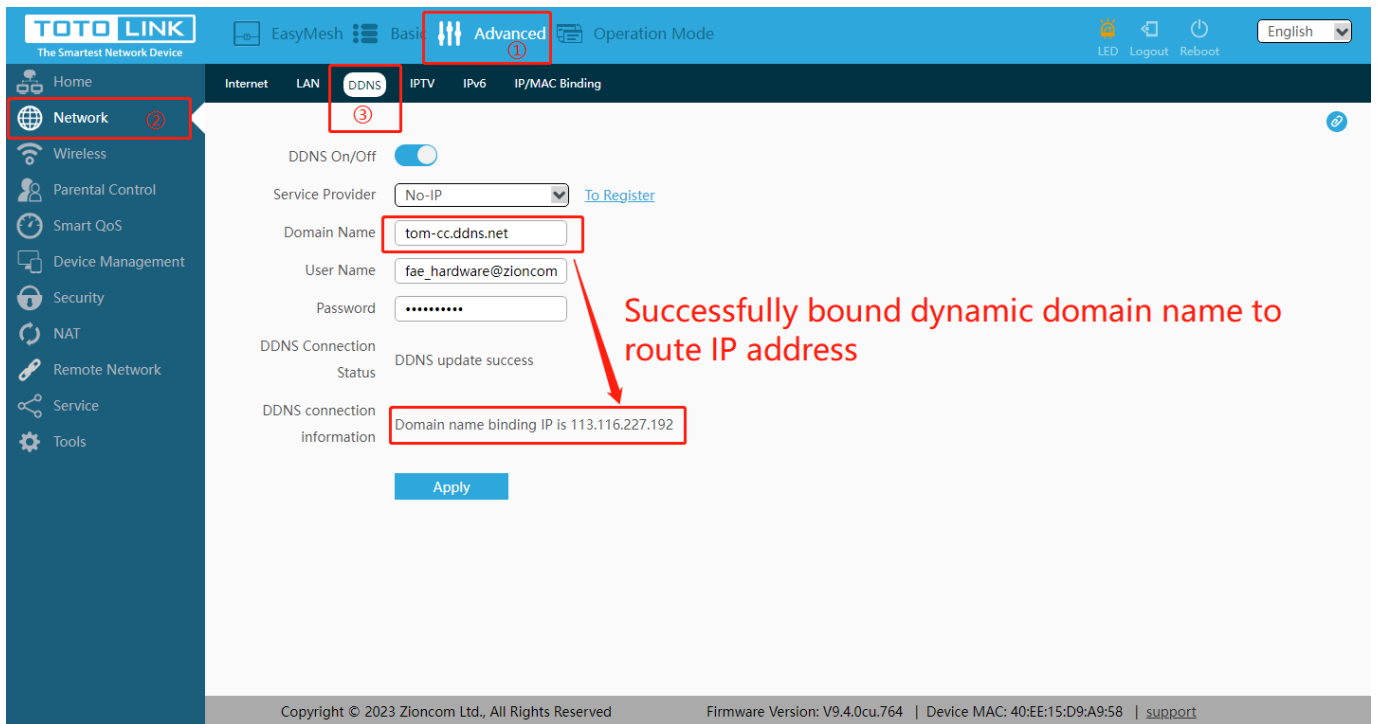 TOTO LINK
The Smartest Network Device
EasyMesh
Basic
Advanced
①
Operation Mode
LED
Logout
Reboot
English
Home
Network ②
Wireless
Parental Control
Smart QoS
Device Management
Security
NAT
Remote Network
Service
Tools
Internet LAN DDNS IPTV IPv6 IP/MAC Binding
③
DDNS On/Off
Service Provider No-IP To Register
Domain Name tom-cc.ddns.net
User Name fae_hardware@zioncom
Password ••••••••••
DDNS Connection
Status
DDNS update success
DDNS connection
information
Domain name binding IP is 113.116.227.192
Apply
Successfully bound dynamic domain name to
route IP address
Copyright © 2023 Zioncom Ltd., All Rights Reserved Firmware Version: V9.4.0cu.764 | Device MAC: 40:EE:15:D9:A9:58 | support